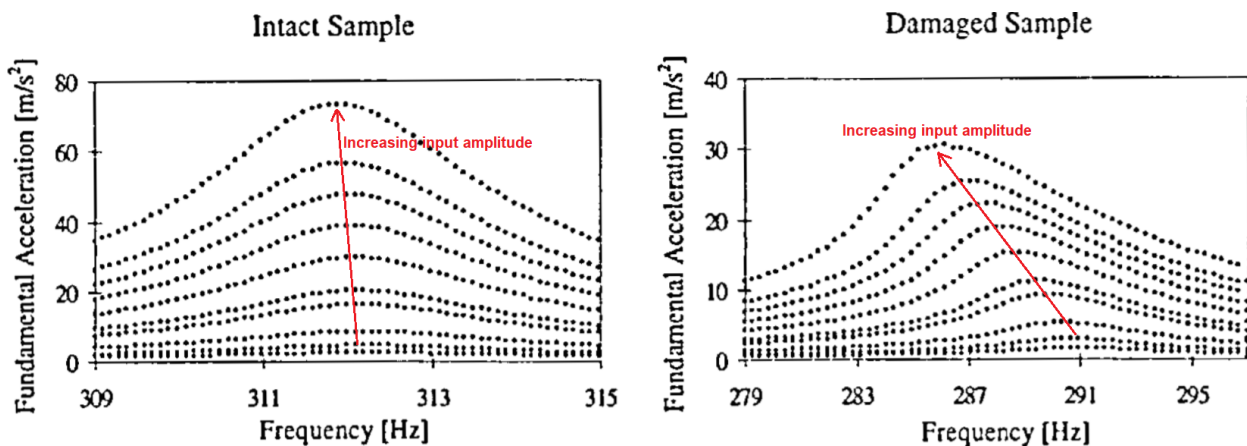 Intact Sample
Fundamental Acceleration [m/s²]
80
60
40
20
0
Increasing input amplitude
309 311 313 315
Frequency [Hz]
Damaged Sample
Fundamental Acceleration [m/s²]
40
30
20
10
0
Increasing input amplitude
279 283 287 291 295
Frequency [Hz]